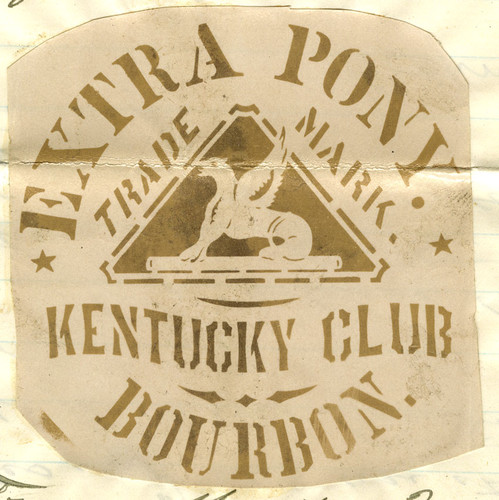 EXTRA PONY.
TRADE MARK.
KENTUCKY CLUB
BOURBON.